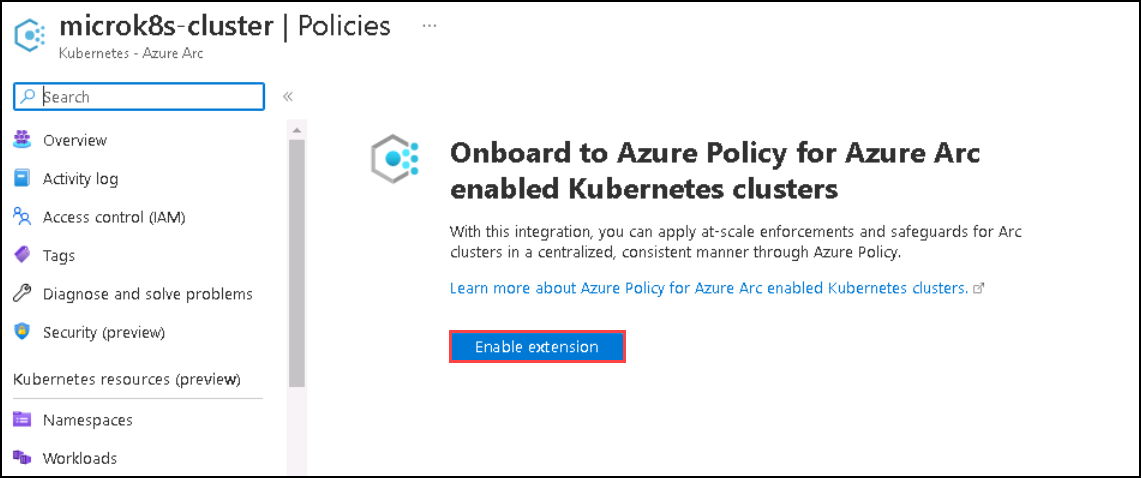 microk8s-cluster | Policies ...
Kubernetes - Azure Arc
Search
«
Overview
Activity log
Access control (IAM)
Tags
Diagnose and solve problems
Security (preview)
Kubernetes resources (preview)
Namespaces
Workloads
Onboard to Azure Policy for Azure Arc
enabled Kubernetes clusters
With this integration, you can apply at-scale enforcements and safeguards for Arc
clusters in a centralized, consistent manner through Azure Policy.
Learn more about Azure Policy for Azure Arc enabled Kubernetes clusters.
Enable extension